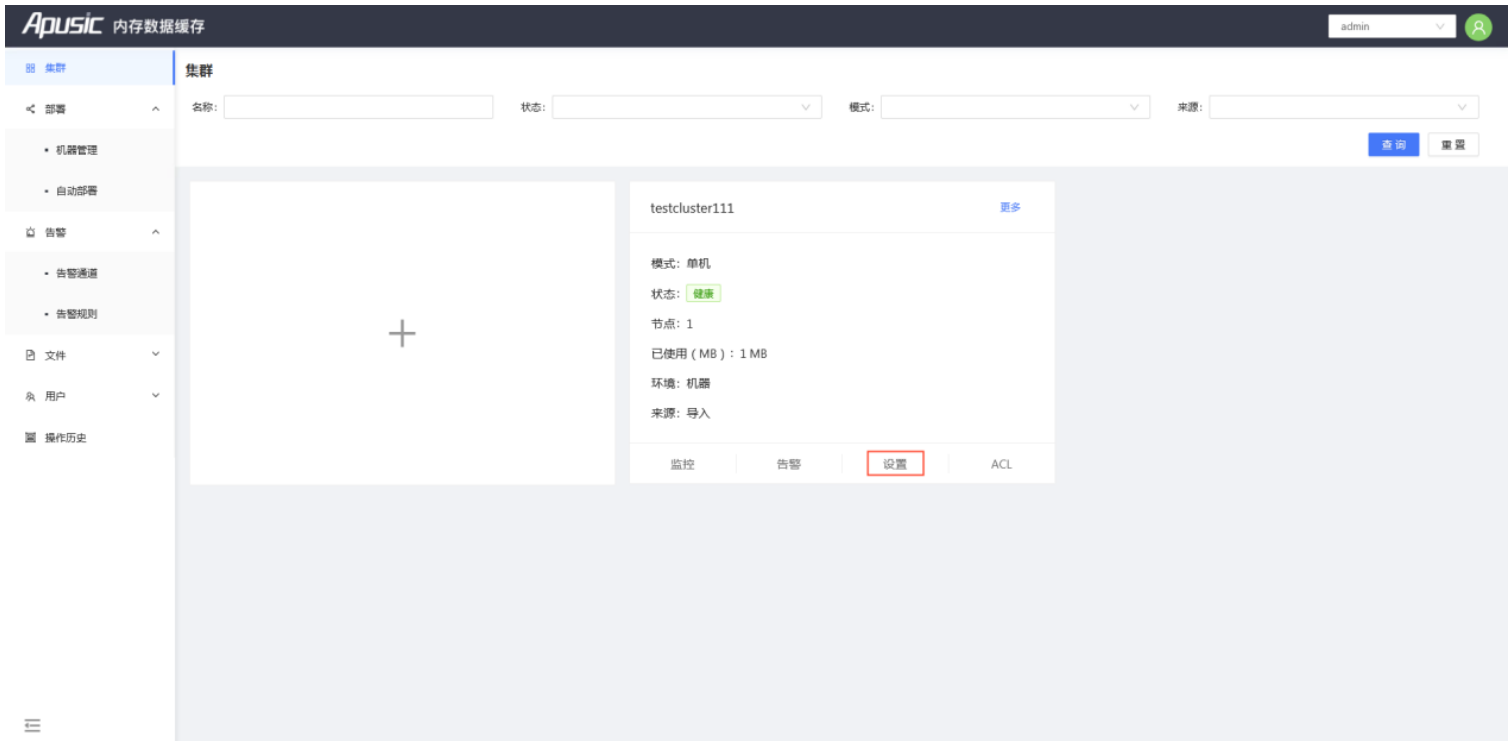 Apusic 内存数据缓存
admin
集群
部署
机器管理
自动部署
告警
告警通道
告警规则
文件
用户
操作历史
集群
名称: 状态: 模式: 来源:
查询 重置
testcluster111 更多
模式: 单机
状态: 健康
节点: 1
已使用 ( MB ) : 1 MB
环境: 机器
来源: 导入
监控 告警 设置 ACL